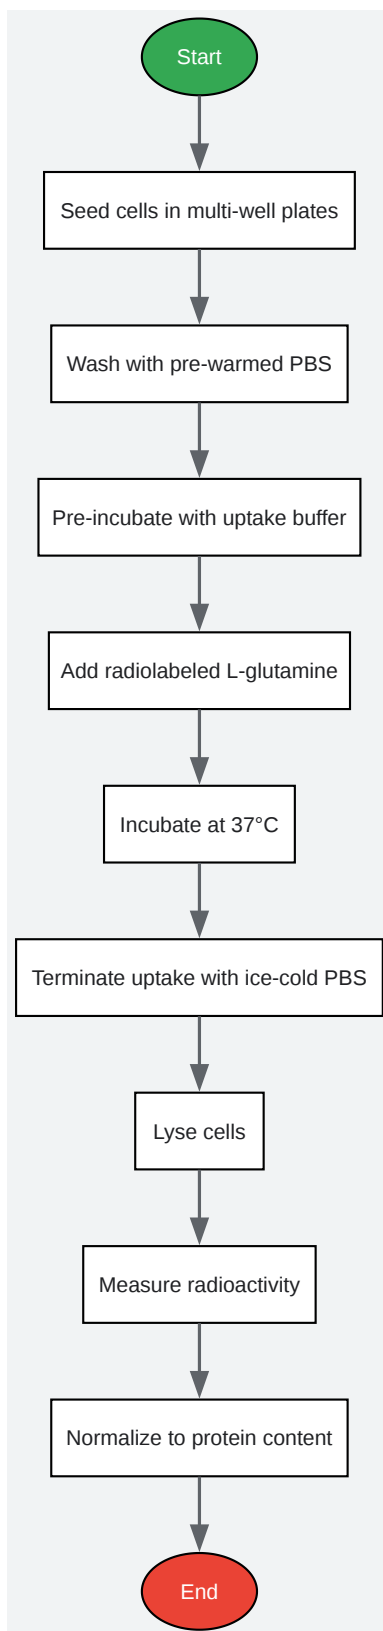 Start
Seed cells in multi-well plates
Wash with pre-warmed PBS
Pre-incubate with uptake buffer
Add radiolabeled L-glutamine
Incubate at 37°C
Terminate uptake with ice-cold PBS
Lyse cells
Measure radioactivity
Normalize to protein content
End